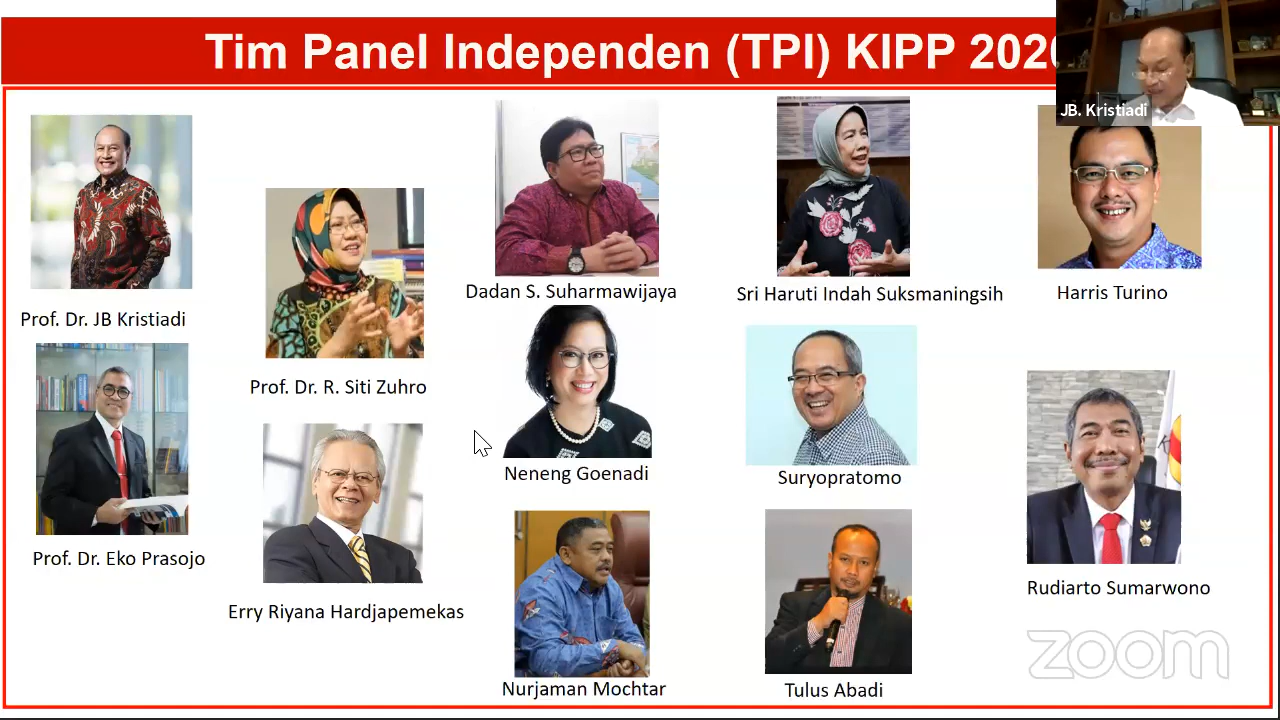 Tim Panel Independen (TPI) KIPP 2020
JB. Kristiadi
Prof. Dr. JB Kristiadi
Prof. Dr. R. Siti Zuhro
Dadan S. Suharmawijaya
Sri Haruti Indah Suksmaningsih
Harris Turino
Prof. Dr. Eko Prasojo
Erry Riyana Hardjapemekas
Neneng Goenadi
Suryopratomo
Rudiarto Sumarwono
Nurjaman Mochtar
Tulus Abadi
zoom